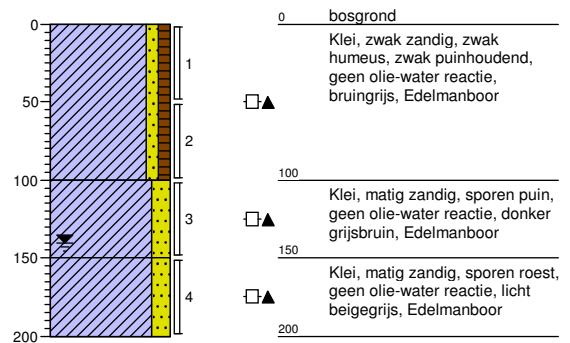 0
50
100
150
200
1
2
3
4
0 bosgrond
Klei, zwak zandig, zwak
humeus, zwak puinhoudend,
geen olie-water reactie,
bruingrijs, Edelmanboor
100
Klei, matig zandig, sporen puin,
geen olie-water reactie, donker
grijsbruin, Edelmanboor
150
Klei, matig zandig, sporen roest,
geen olie-water reactie, licht
beigegrijs, Edelmanboor
200